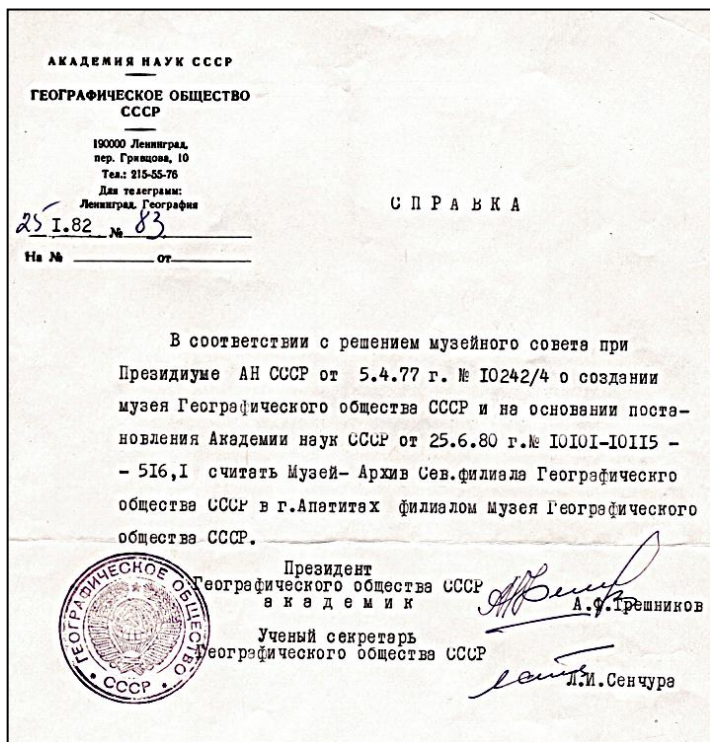 АКАДЕМИЯ НАУК СССР
ГЕОГРАФИЧЕСКОЕ ОБЩЕСТВО
СССР
190000 Ленинград,
пер. Гривцова, 10
Тел.: 215-55-76
Для телеграмм:
Ленинград, География
25 I.82 № 83
На № от
СПРАВКА
В соответствии с решением музейного совета при
Президиуме АН СССР от 5.4.77 г. № I0242/4 о создании
музея Географического общества СССР и на основании поста-
новления Академии наук СССР от 25.6.80 г.№ I0I0I-I0II5 -
- 5I6,I считать Музей- Архив Сев.филиала Географичесkго
общества СССР в г.Апатитах филиалом Музея Географического
общества СССР.
Президент
Географического общества СССР
академик
А.Ф.Трешников
Ученый секретарь
Географического общества СССР
Л.И.Сенчура
ГЕОГРАФИЧЕСКОЕ ОБЩЕСТВО
СССР